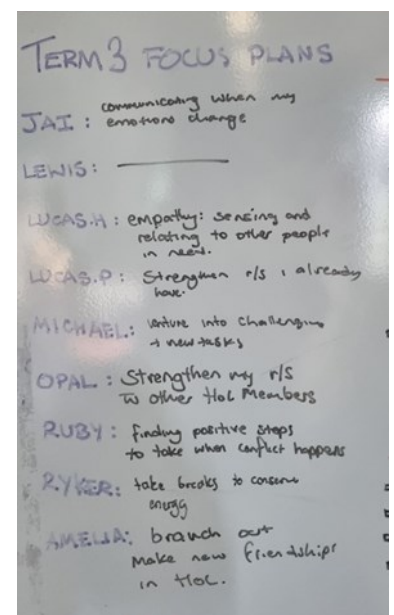 TERM 3 FOCUS PLANS
communicating when my
JAI : emotions change
LEWIS:
LUCAS.H : empathy: sensing and
relating to other people
in need.
LUCAS.P : Strengthen r/s i already
have.
MICHAEL: venture into challenging
+ new tasks
OPAL : Strengthen my r/s
w other HoL Members
RUBY : finding positive steps
to take when conflict happens
RYKER: take breaks to conserve
energy
AMELIA: branch out
Make new friendships
in HoL.